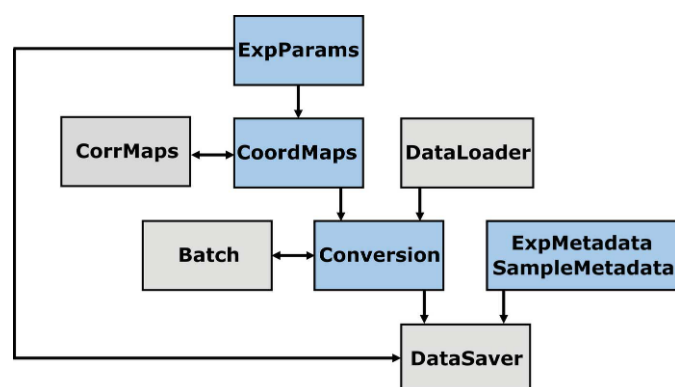 ExpParams
CorrMaps
CoordMaps
DataLoader
Batch
Conversion
ExpMetadata
SampleMetadata
DataSaver